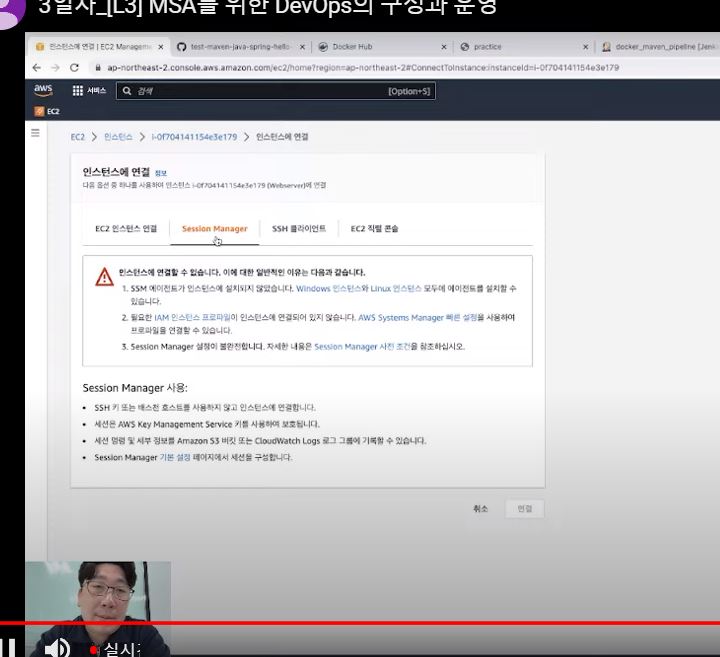 3일차_[L3] MSA를 위한 DevOps의 구성과 운영
인스턴스에 연결 | EC2 Manageme
test-maven-java-spring-hello-
Docker Hub
practice
docker_maven_pipeline [Jenki
ap-northeast-2.console.aws.amazon.com/ec2/home?region=ap-northeast-2#ConnectToInstance:instanceId=i-0f704141154e3e179
aws
서비스
검색
[Option+S]
EC2
EC2 > 인스턴스 > i-0f704141154e3e179 > 인스턴스에 연결
인스턴스에 연결 정보
다음 옵션 중 하나를 사용하여 인스턴스 i-0f704141154e3e179 (Webserver)에 연결
EC2 인스턴스 연결
Session Manager
SSH 클라이언트
EC2 직렬 콘솔
인스턴스에 연결할 수 없습니다. 이에 대한 일반적인 이유는 다음과 같습니다.
1. SSM 에이전트가 인스턴스에 설치되지 않았습니다. Windows 인스턴스와 Linux 인스턴스 모두에 에이전트를 설치할 수
있습니다.
2. 필요한 IAM 인스턴스 프로파일이 인스턴스에 연결되어 있지 않습니다. AWS Systems Manager 빠른 설정을 사용하여
프로파일을 연결할 수 있습니다.
3. Session Manager 설정이 불완전합니다. 자세한 내용은 Session Manager 사전 조건을 참조하십시오.
Session Manager 사용:
• SSH 키 또는 배스천 호스트를 사용하지 않고 인스턴스에 연결합니다.
• 세션은 AWS Key Management Service 키를 사용하여 보호됩니다.
• 세션 명령 및 세부 정보를 Amazon S3 버킷 또는 CloudWatch Logs 로그 그룹에 기록할 수 있습니다.
• Session Manager 기본 설정 페이지에서 세션을 구성합니다.
취소
연결
실시간